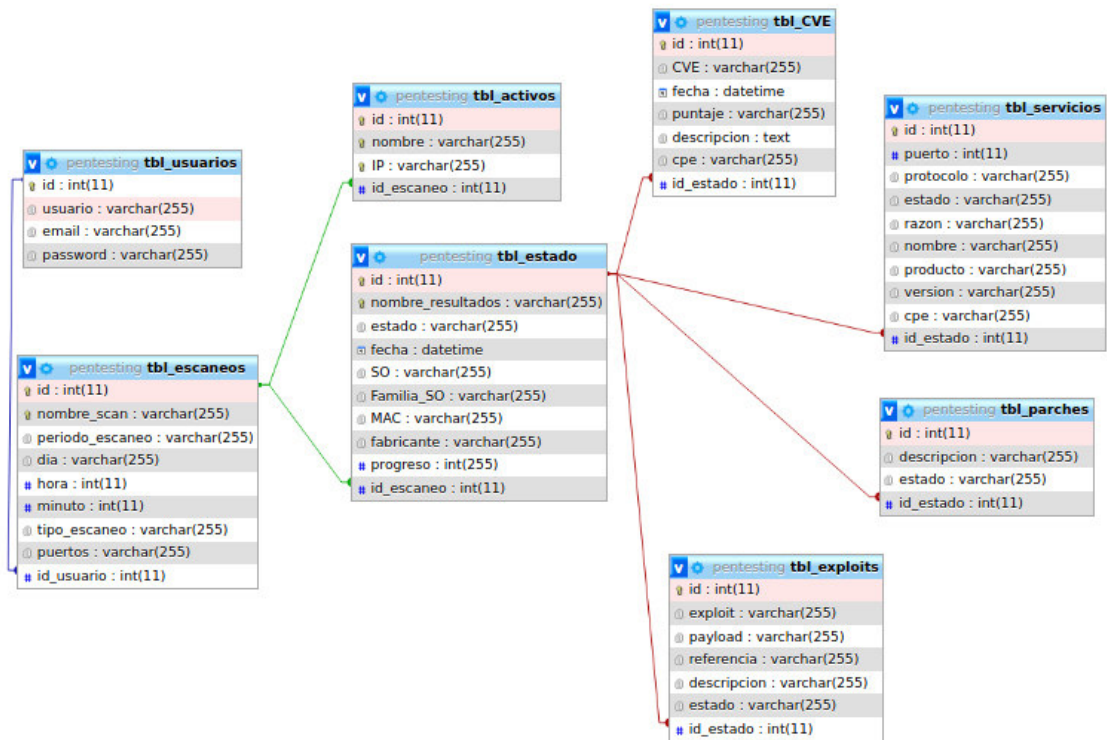 pentesting tbl_usuarios
id : int(11)
usuario : varchar(255)
email : varchar(255)
password : varchar(255)
pentesting tbl_escaneos
id : int(11)
nombre_scan : varchar(255)
periodo_escaneo : varchar(255)
dia : varchar(255)
hora : int(11)
minuto : int(11)
tipo_escaneo : varchar(255)
puertos : varchar(255)
id_usuario : int(11)
pentesting tbl_activos
id : int(11)
nombre : varchar(255)
IP : varchar(255)
id_escaneo : int(11)
pentesting tbl_estado
id : int(11)
nombre_resultados : varchar(255)
estado : varchar(255)
fecha : datetime
SO : varchar(255)
Familia_SO : varchar(255)
MAC : varchar(255)
fabricante : varchar(255)
progreso : int(255)
id_escaneo : int(11)
pentesting tbl_CVE
id : int(11)
CVE : varchar(255)
fecha : datetime
puntaje : varchar(255)
descripcion : text
cpe : varchar(255)
id_estado : int(11)
pentesting tbl_servicios
id : int(11)
puerto : int(11)
protocolo : varchar(255)
estado : varchar(255)
razon : varchar(255)
nombre : varchar(255)
producto : varchar(255)
version : varchar(255)
cpe : varchar(255)
id_estado : int(11)
pentesting tbl_parches
id : int(11)
descripcion : varchar(255)
estado : varchar(255)
id_estado : int(11)
pentesting tbl_exploits
id : int(11)
exploit : varchar(255)
payload : varchar(255)
referencia : varchar(255)
descripcion : varchar(255)
estado : varchar(255)
id_estado : int(11)